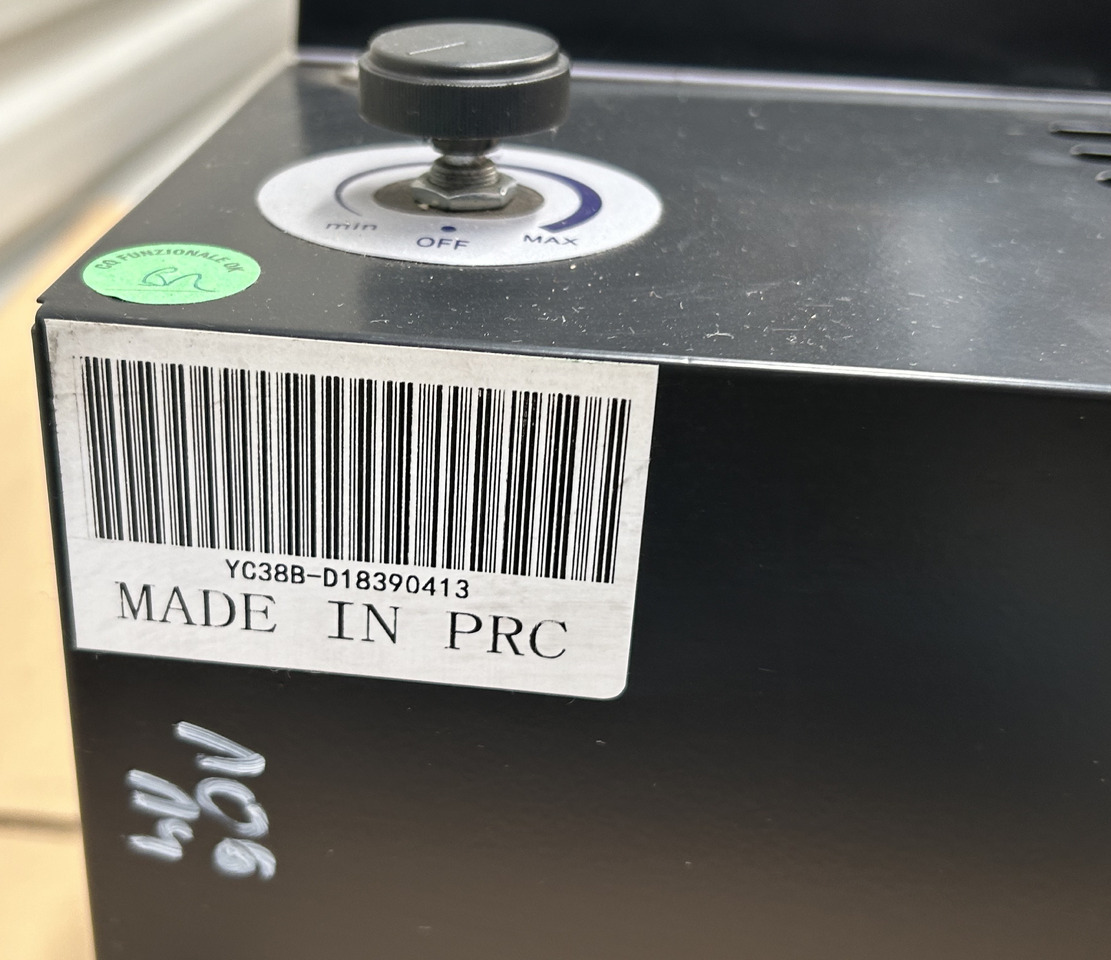 min
OFF
MAX
CQ FUNZIONALE OK
YC38B-D18390413
MADE IN PRC